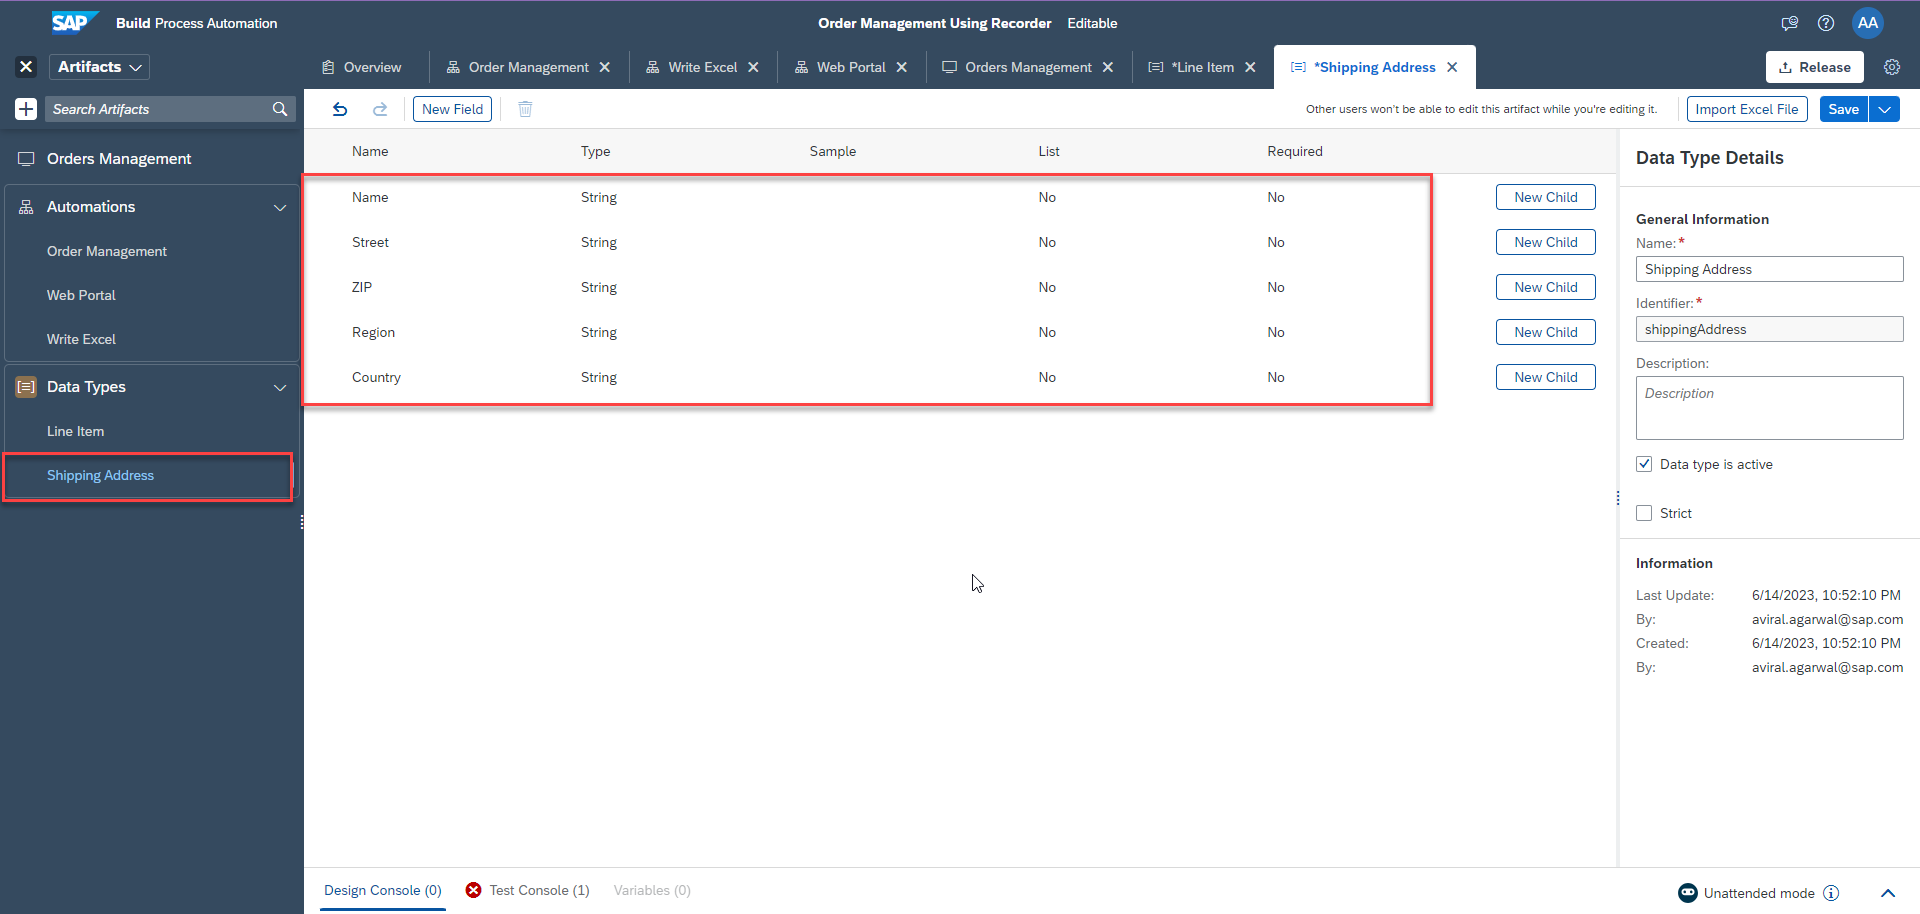 SAP Build Process Automation
Order Management Using Recorder Editable
AA
Artifacts
Overview
Order Management
Write Excel
Web Portal
Orders Management
*Line Item
*Shipping Address
Release
Search Artifacts
New Field
Other users won't be able to edit this artifact while you're editing it.
Import Excel File
Save
Orders Management
Automations
Order Management
Web Portal
Write Excel
Data Types
Line Item
Shipping Address
Name Type Sample List Required
Name String No No New Child
Street String No No New Child
ZIP String No No New Child
Region String No No New Child
Country String No No New Child
Data Type Details
General Information
Name:*
Shipping Address
Identifier:*
shippingAddress
Description:
Description
Data type is active
Strict
Information
Last Update: 6/14/2023, 10:52:10 PM
By: aviral.agarwal@sap.com
Created: 6/14/2023, 10:52:10 PM
By: aviral.agarwal@sap.com
Design Console (0) Test Console (1) Variables (0)
Unattended mode